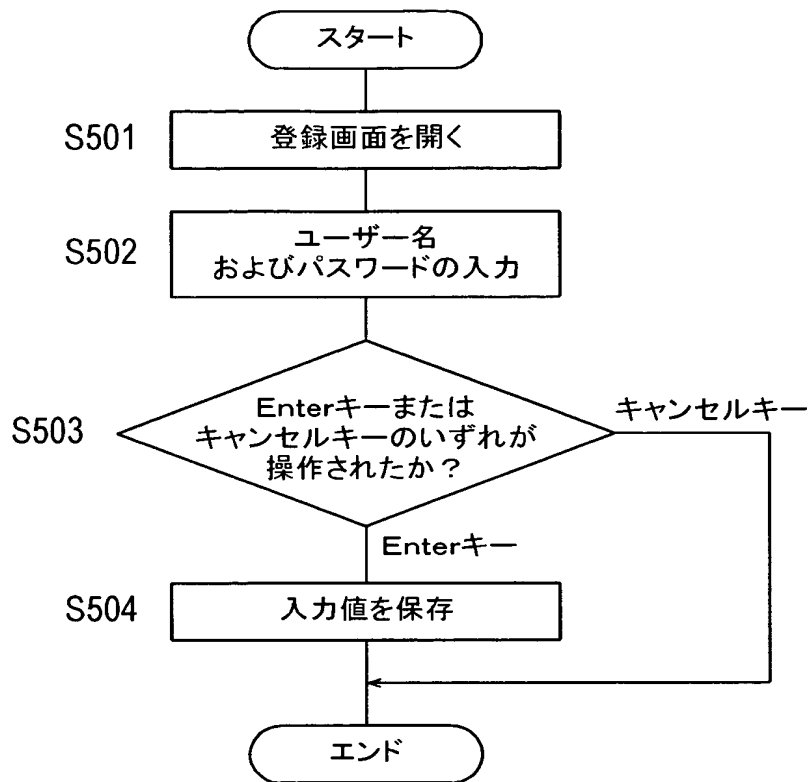 スタート
S501
登録画面を開く
S502
ユーザー名
およびパスワードの入力
S503
Enterキーまたは
キャンセルキーのいずれが
操作されたか?
キャンセルキー
Enterキー
S504
入力値を保存
エンド